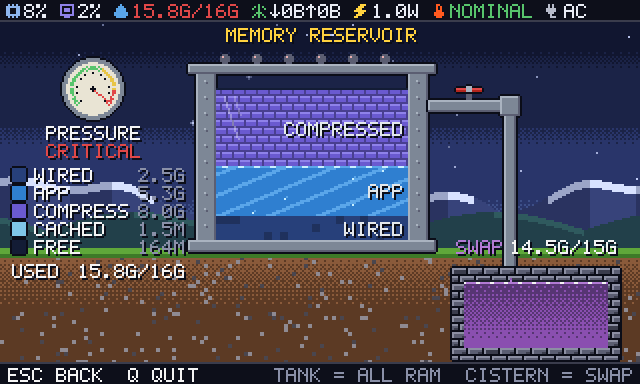 8% 2% 15.8G/16G ↓0B↑0B 1.0W NOMINAL AC
MEMORY RESERVOIR
PRESSURE
CRITICAL
WIRED 2.5G
APP 5.3G
COMPRESS 8.0G
CACHED 1.5M
FREE 164M
USED 15.8G/16G
COMPRESSED
APP
WIRED
SWAP 14.5G/15G
ESC BACK Q QUIT TANK = ALL RAM CISTERN = SWAP